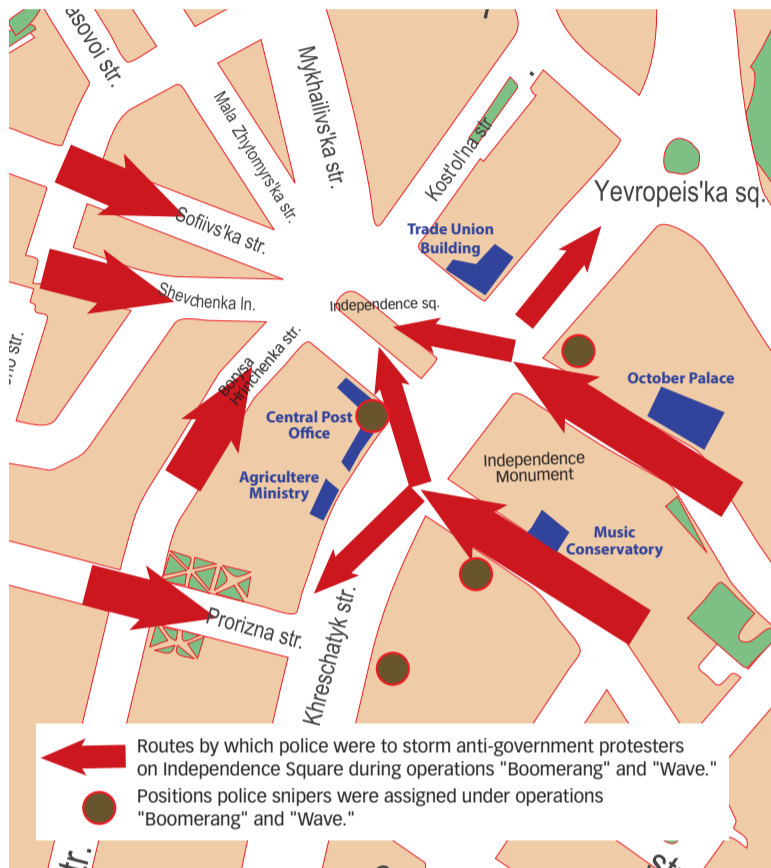 asovoi str.
Mala Zhytomyrs'ka str.
Mykhailivs'ka str.
Kost'ol'na str
Yevropeis'ka sq.
Sofiivs'ka str.
Trade Union
Building
Shevchenka ln.
Independence sq.
Borysa
Hrinchenka str.
October Palace
Central Post
Office
Independence
Monument
Agricultere
Ministry
Music
Conservatory
Prorizna str.
Khreschatyk str.
Routes by which police were to storm anti-government protesters
on Independence Square during operations "Boomerang" and "Wave."
Positions police snipers were assigned under operations
"Boomerang" and "Wave."
str.